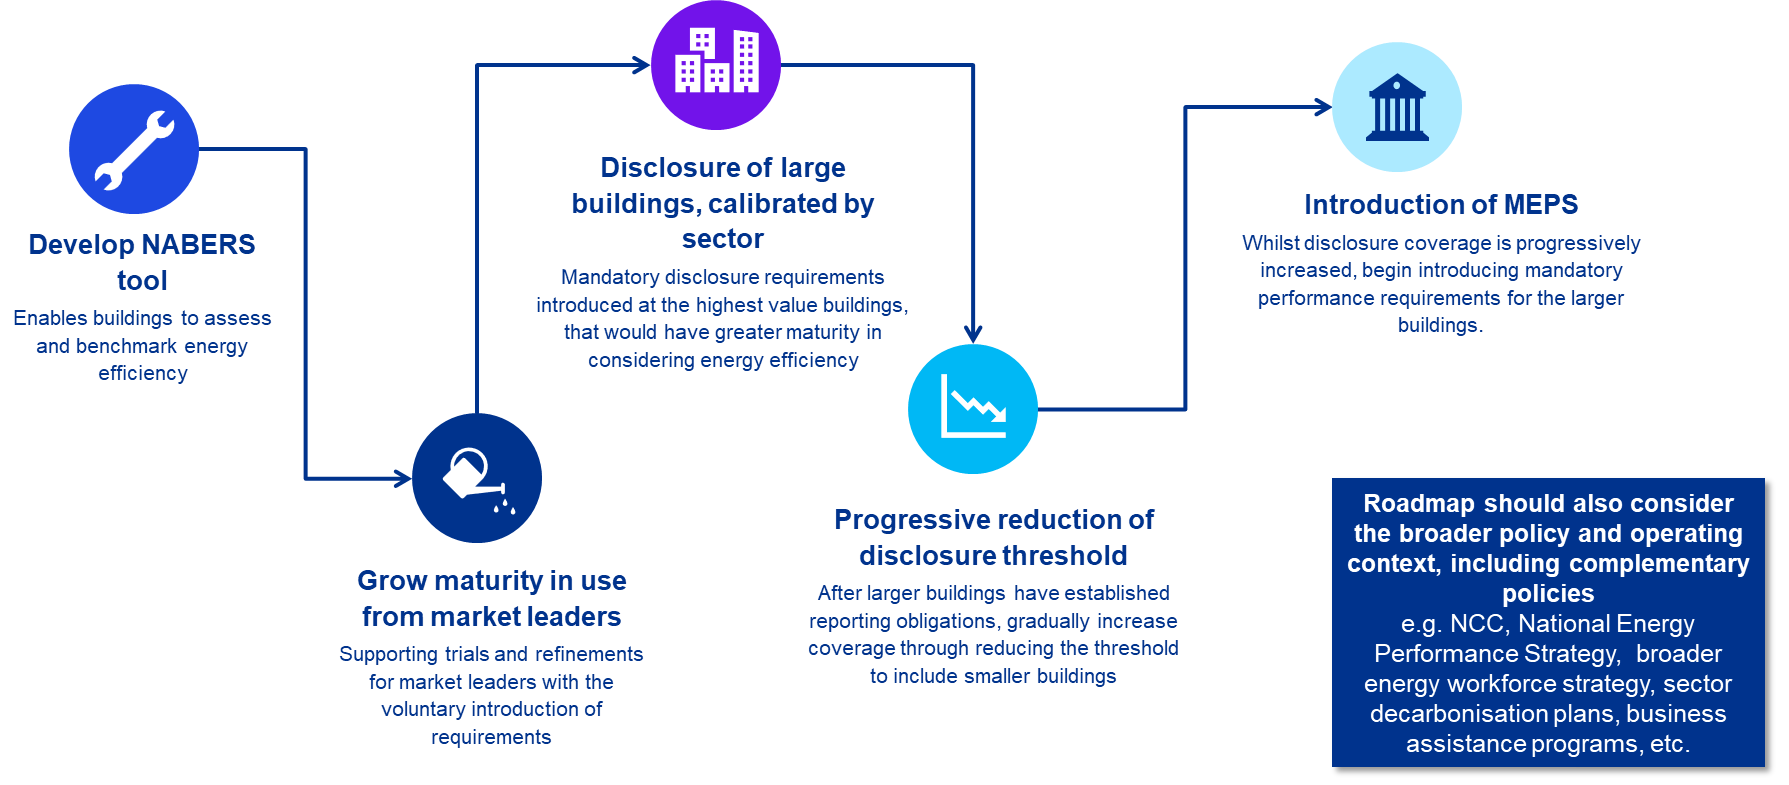 Develop NABERS
tool
Enables buildings to assess
and benchmark energy
efficiency
Grow maturity in use
from market leaders
Supporting trials and refinements
for market leaders with the
voluntary introduction of
requirements
Disclosure of large
buildings, calibrated by
sector
Mandatory disclosure requirements
introduced at the highest value buildings,
that would have greater maturity in
considering energy efficiency
Progressive reduction of
disclosure threshold
After larger buildings have established
reporting obligations, gradually increase
coverage through reducing the threshold
to include smaller buildings
Introduction of MEPS
Whilst disclosure coverage is progressively
increased, begin introducing mandatory
performance requirements for the larger
buildings.
Roadmap should also consider
the broader policy and operating
context, including complementary
policies
e.g. NCC, National Energy
Performance Strategy, broader
energy workforce strategy, sector
decarbonisation plans, business
assistance programs, etc.